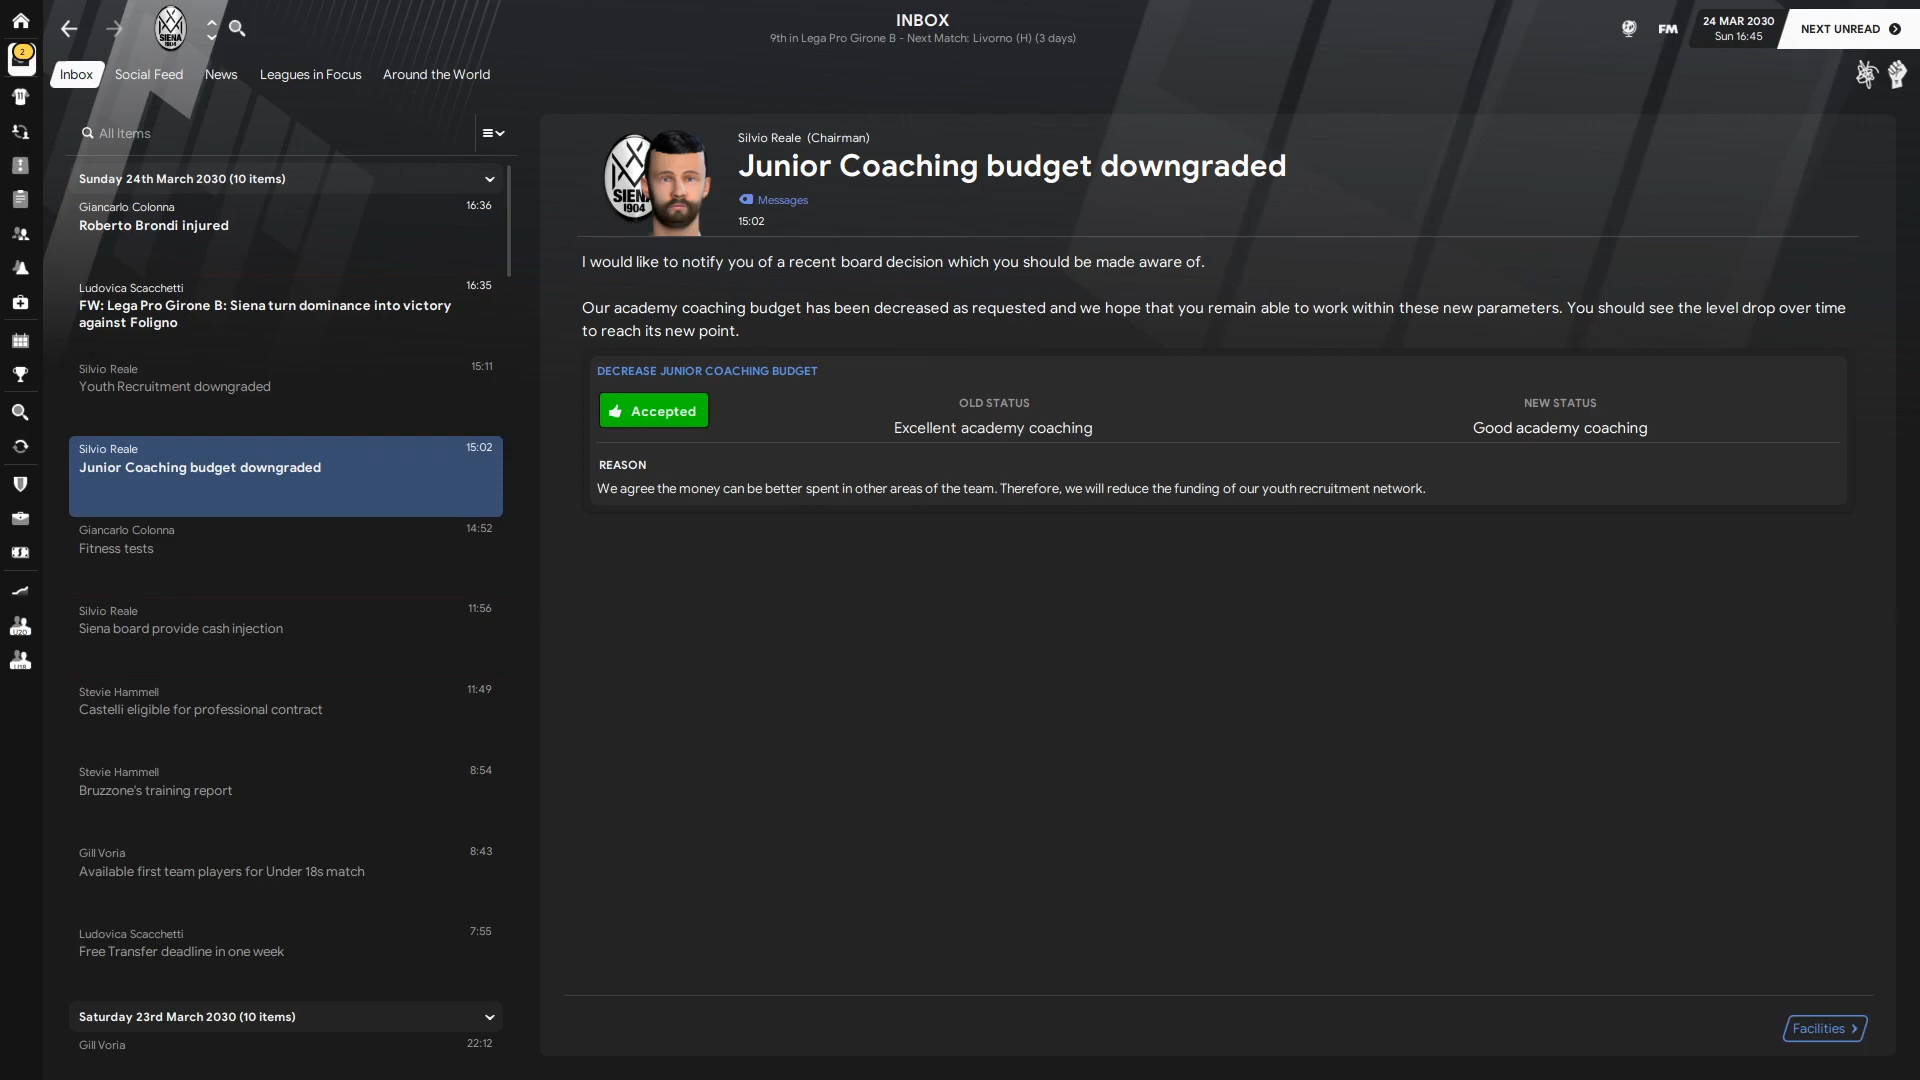 INBOX
9th in Lega Pro Girone B - Next Match: Livorno (H) (3 days)
FM
24 MAR 2030
Sun 16:45
NEXT UNREAD
2
SIENA
1904
Inbox
Social Feed
News
Leagues in Focus
Around the World
All Items
Sunday 24th March 2030 (10 items)
Giancarlo Colonna
16:36
Roberto Brondi injured
Ludovica Scacchetti
16:35
FW: Lega Pro Girone B: Siena turn dominance into victory
against Foligno
Silvio Reale
15:11
Youth Recruitment downgraded
Silvio Reale
15:02
Junior Coaching budget downgraded
Giancarlo Colonna
14:52
Fitness tests
Silvio Reale
11:56
Siena board provide cash injection
Stevie Hammell
11:49
Castelli eligible for professional contract
Stevie Hammell
8:54
Bruzzone's training report
Gill Voria
8:43
Available first team players for Under 18s match
Ludovica Scacchetti
7:55
Free Transfer deadline in one week
Saturday 23rd March 2030 (10 items)
Gill Voria
22:12
Silvio Reale (Chairman)
Junior Coaching budget downgraded
Messages
15:02
I would like to notify you of a recent board decision which you should be made aware of.
Our academy coaching budget has been decreased as requested and we hope that you remain able to work within these new parameters. You should see the level drop over time
to reach its new point.
DECREASE JUNIOR COACHING BUDGET
Accepted
OLD STATUS
Excellent academy coaching
NEW STATUS
Good academy coaching
REASON
We agree the money can be better spent in other areas of the team. Therefore, we will reduce the funding of our youth recruitment network.
Facilities